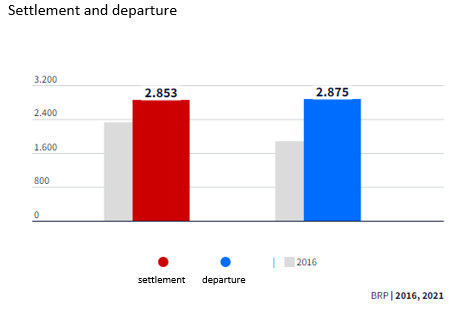 Settlement and departure
3.200
2.853
2.875
2.400
1.600
800
0
2016
settlement departure
BRP | 2016, 2021